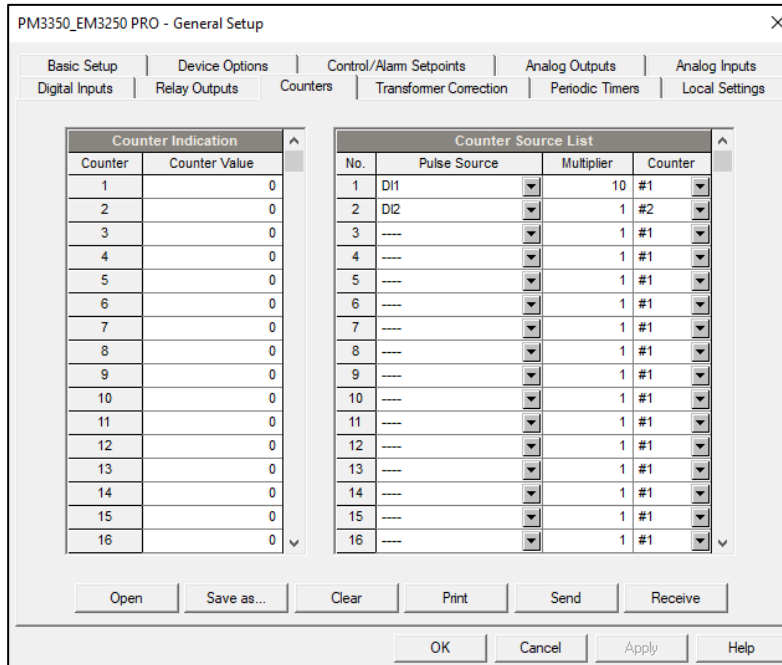 PM3350_EM3250 PRO - General Setup
Basic Setup Device Options Control/Alarm Setpoints Analog Outputs Analog Inputs
Digital Inputs Relay Outputs Counters Transformer Correction Periodic Timers Local Settings
Counter Indication Counter Source List
Counter Counter Value No. Pulse Source Multiplier Counter
1 0 1 DI1 10 #1
2 0 2 DI2 1 #2
3 0 3 ---- 1 #1
4 0 4 ---- 1 #1
5 0 5 ---- 1 #1
6 0 6 ---- 1 #1
7 0 7 ---- 1 #1
8 0 8 ---- 1 #1
9 0 9 ---- 1 #1
10 0 10 ---- 1 #1
11 0 11 ---- 1 #1
12 0 12 ---- 1 #1
13 0 13 ---- 1 #1
14 0 14 ---- 1 #1
15 0 15 ---- 1 #1
16 0 16 ---- 1 #1
Open Save as... Clear Print Send Receive
OK Cancel Apply Help